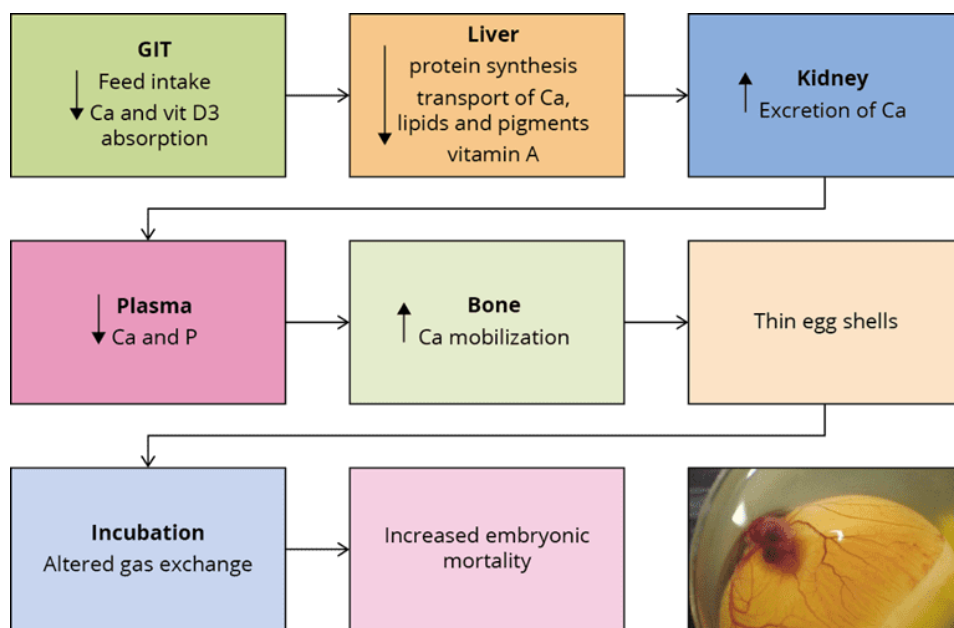 GIT
Feed intake
Ca and vit D3
absorption
Liver
protein synthesis
transport of Ca,
lipids and pigments
vitamin A
Kidney
Excretion of Ca
Plasma
Ca and P
Bone
Ca mobilization
Thin egg shells
Incubation
Altered gas exchange
Increased embryonic
mortality